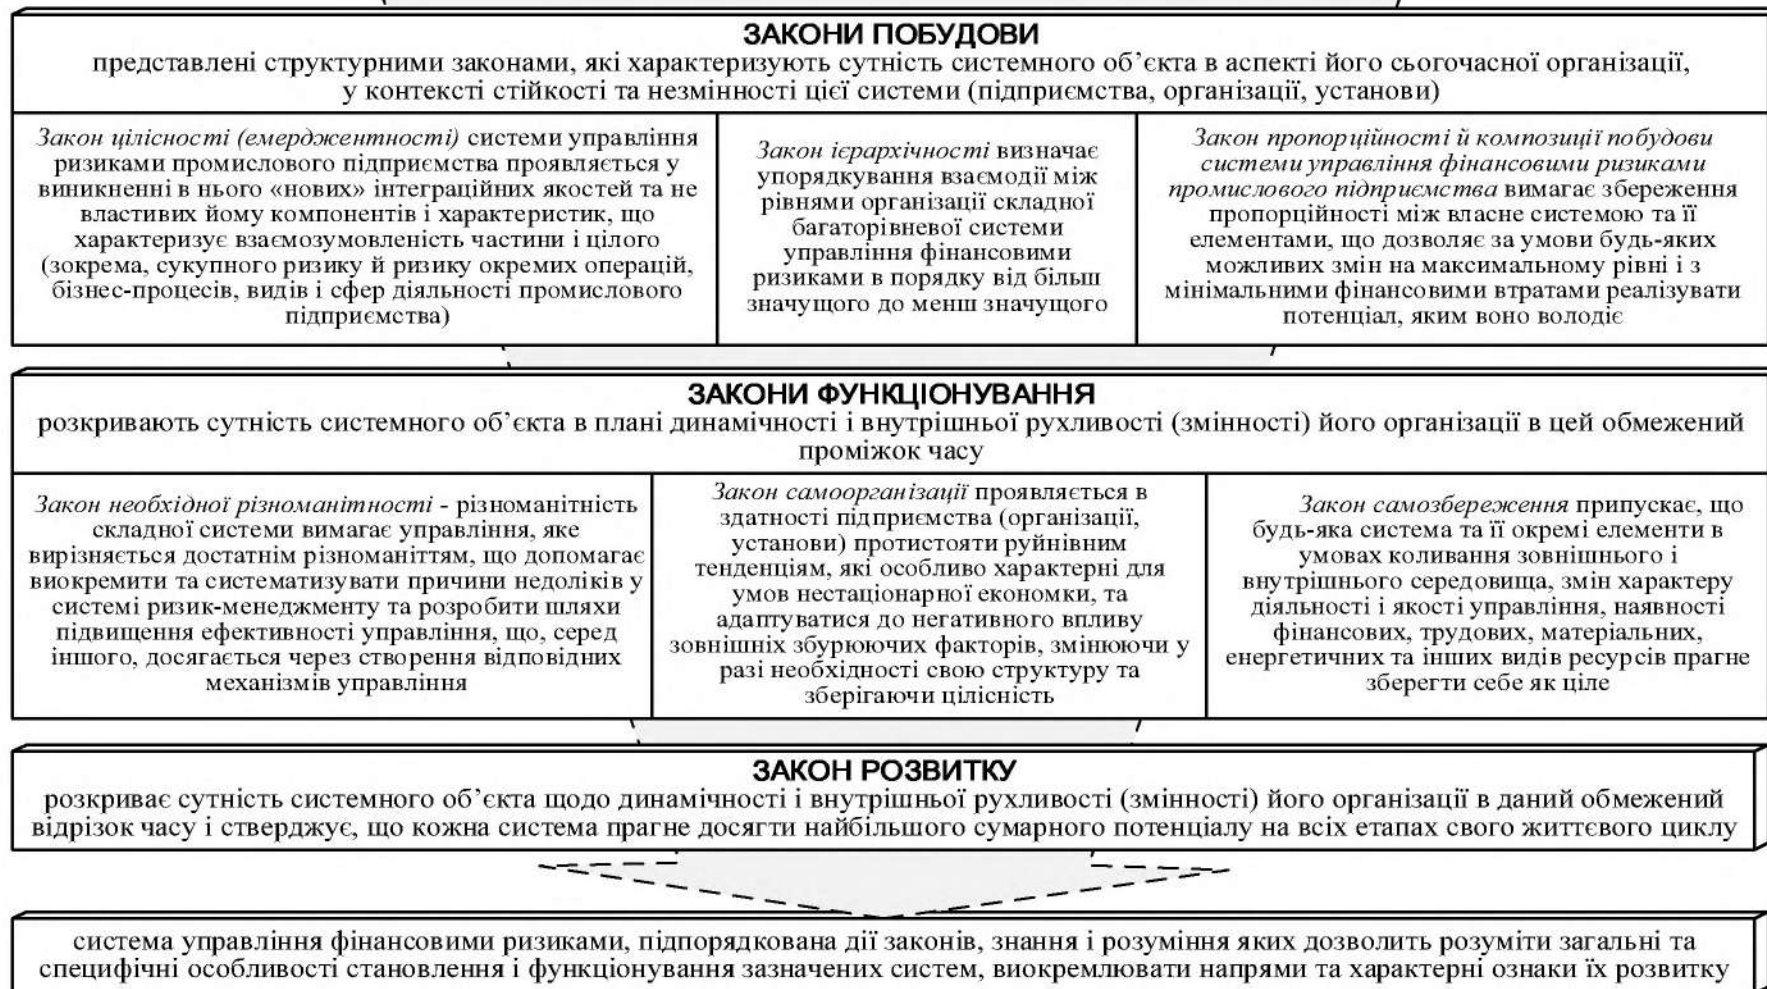 ЗАКОНИ ПОБУДОВИ
представлені структурними законами, які характеризують сутність системного об’єкта в аспекті його сьогочасної організації,
у контексті стійкості та незмінності цієї системи (підприємства, організації, установи)
Закон цілісності (емерджентності) системи управління
ризиками промислового підприємства проявляється у
виникненні в нього «нових» інтеграційних якостей та не
властивих йому компонентів і характеристик, що
характеризує взаємозумовленість частини і цілого
(зокрема, сукупного ризику й ризику окремих операцій,
бізнес-процесів, видів і сфер діяльності промислового
підприємства)
Закон ієрархічності визначає
упорядкування взаємодії між
рівнями організації складної
багаторівневої системи
управління фінансовими
ризиками в порядку від більш
значущого до менш значущого
Закон пропорційності й композиції побудови
системи управління фінансовими ризиками
промислового підприємства вимагає збереження
пропорційності між власне системою та її
елементами, що дозволяє за умови будь-яких
можливих змін на максимальному рівні і з
мінімальними фінансовими втратами реалізувати
потенціал, яким воно володіє
ЗАКОНИ ФУНКЦІОНУВАННЯ
розкривають сутність системного об’єкта в плані динамічності і внутрішньої рухливості (змінності) його організації в цей обмежений
проміжок часу
Закон необхідної різноманітності - різноманітність
складної системи вимагає управління, яке
вирізняється достатнім різноманіттям, що допомагає
виокремити та систематизувати причини недоліків у
системі ризик-менеджменту та розробити шляхи
підвищення ефективності управління, що, серед
іншого, досягається через створення відповідних
механізмів управління
Закон самоорганізації проявляється в
здатності підприємства (організації,
установи) протистояти руйнівним
тенденціям, які особливо характерні для
умов нестаціонарної економки, та
адаптуватися до негативного впливу
зовнішніх збурюючих факторів, змінюючи у
разі необхідності свою структуру та
зберігаючи цілісність
Закон самозбереження припускає, що
будь-яка система та її окремі елементи в
умовах коливання зовнішнього і
внутрішнього середовища, змін характеру
діяльності і якості управління, наявності
фінансових, трудових, матеріальних,
енергетичних та інших видів ресурсів прагне
зберегти себе як ціле
ЗАКОН РОЗВИТКУ
розкриває сутність системного об’єкта щодо динамічності і внутрішньої рухливості (змінності) його організації в даний обмежений
відрізок часу і стверджує, що кожна система прагне досягти найбільшого сумарного потенціалу на всіх етапах свого життєвого циклу
система управління фінансовими ризиками, підпорядкована дії законів, знання і розуміння яких дозволить розуміти загальні та
специфічні особливості становлення і функціонування зазначених систем, виокремлювати напрями та характерні ознаки їх розвитку